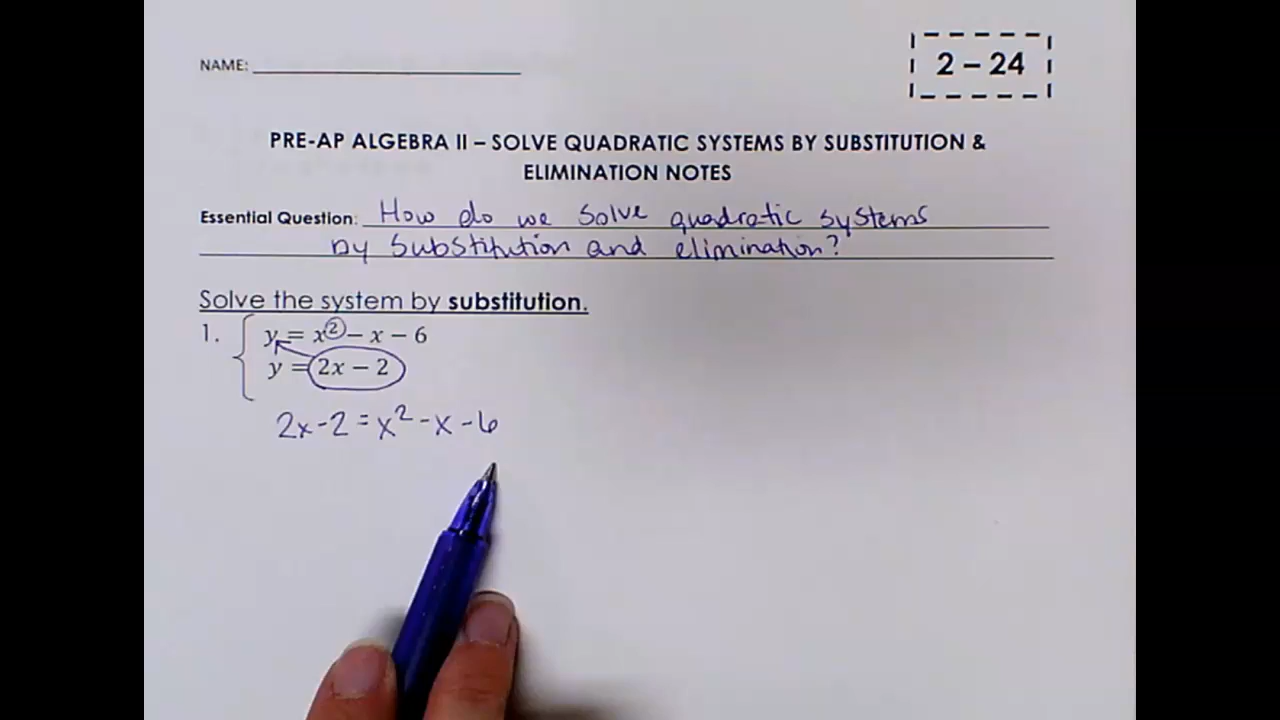 NAME:
2 – 24
PRE-AP ALGEBRA II – SOLVE QUADRATIC SYSTEMS BY SUBSTITUTION &
ELIMINATION NOTES
Essential Question: How do we solve quadratic systems
by substitution and elimination?
Solve the system by substitution.
1. y = x² – x – 6
y = 2x – 2
2x-2=x²-x-6